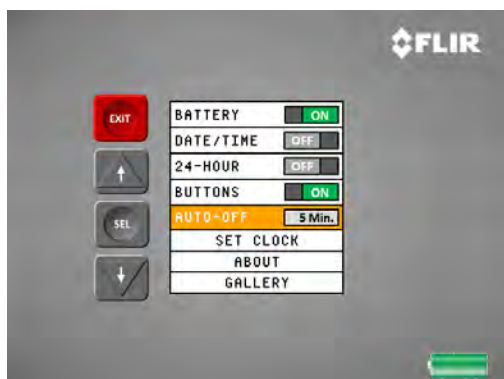 FLIR
EXIT
SEL
BATTERY ON
DATE/TIME OFF
24-HOUR OFF
BUTTONS ON
AUTO-OFF 5 Min.
SET CLOCK
ABOUT
GALLERY